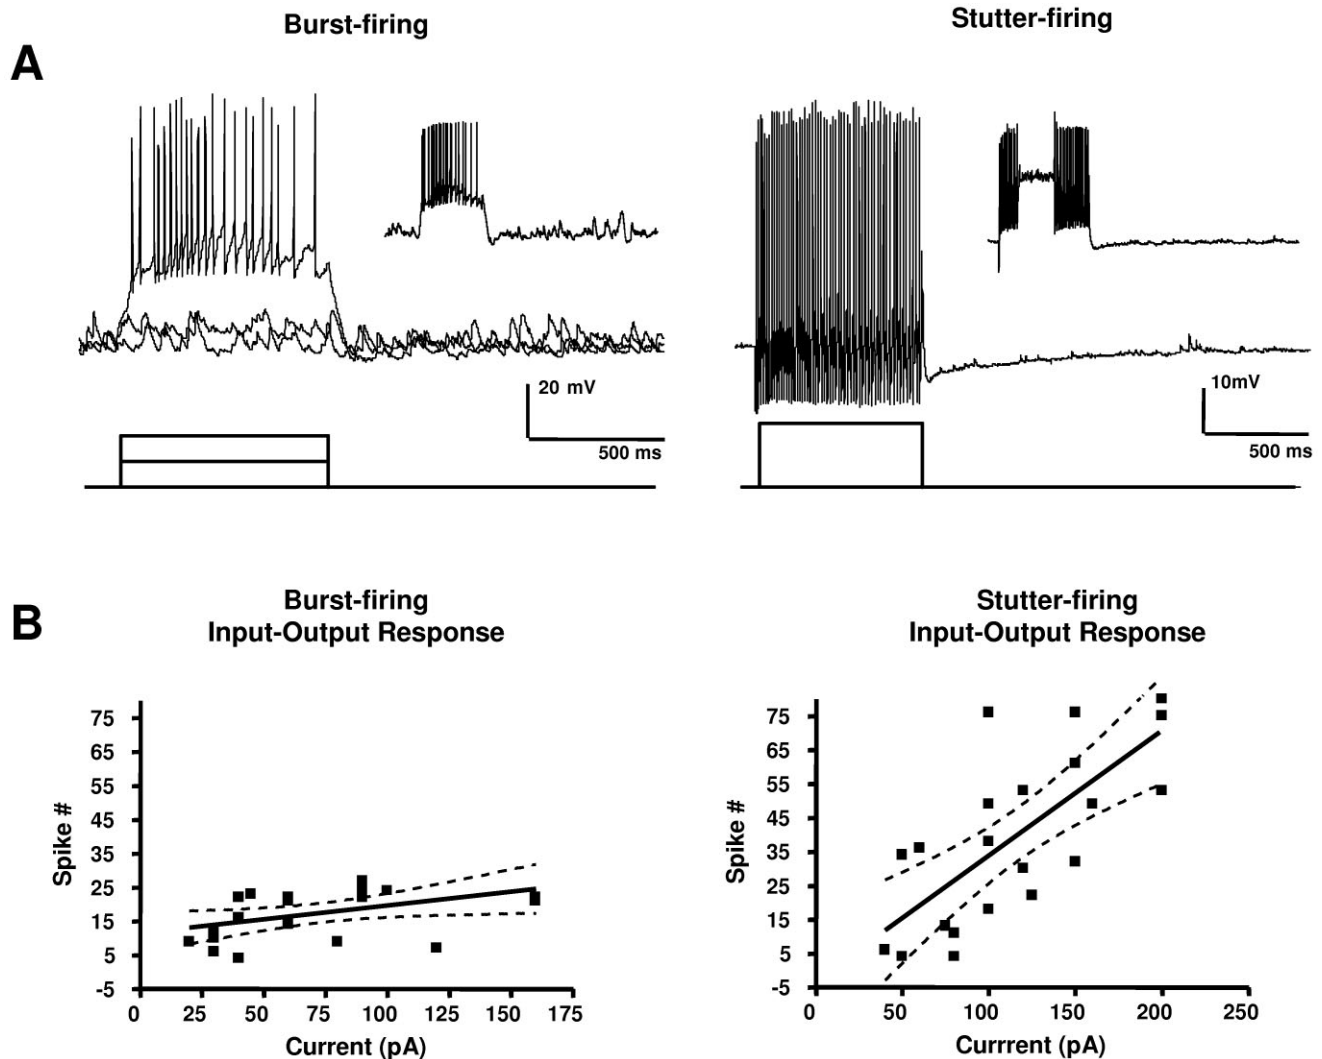 Burst-firing
Stutter-firing
A
20 mV
500 ms
10mV
500 ms
B
Burst-firing
Input-Output Response
Stutter-firing
Input-Output Response
75
65
55
45
35
25
15
5
-5
Spike #
0 25 50 75 100 125 150 175
Current (pA)
75
65
55
45
35
25
15
5
-5
Spike #
0 50 100 150 200 250
Currrent (pA)